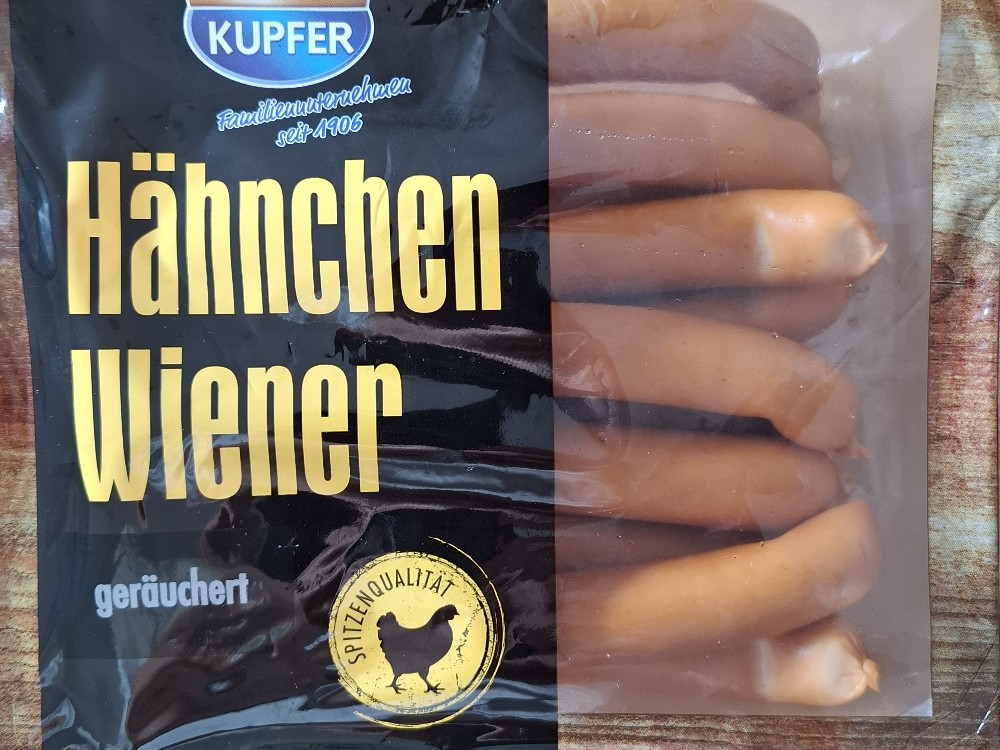 KUPFER
Familienunternehmen
seit 1906
Hähnchen
Wiener
geräuchert
SPITZENQUALITÄT